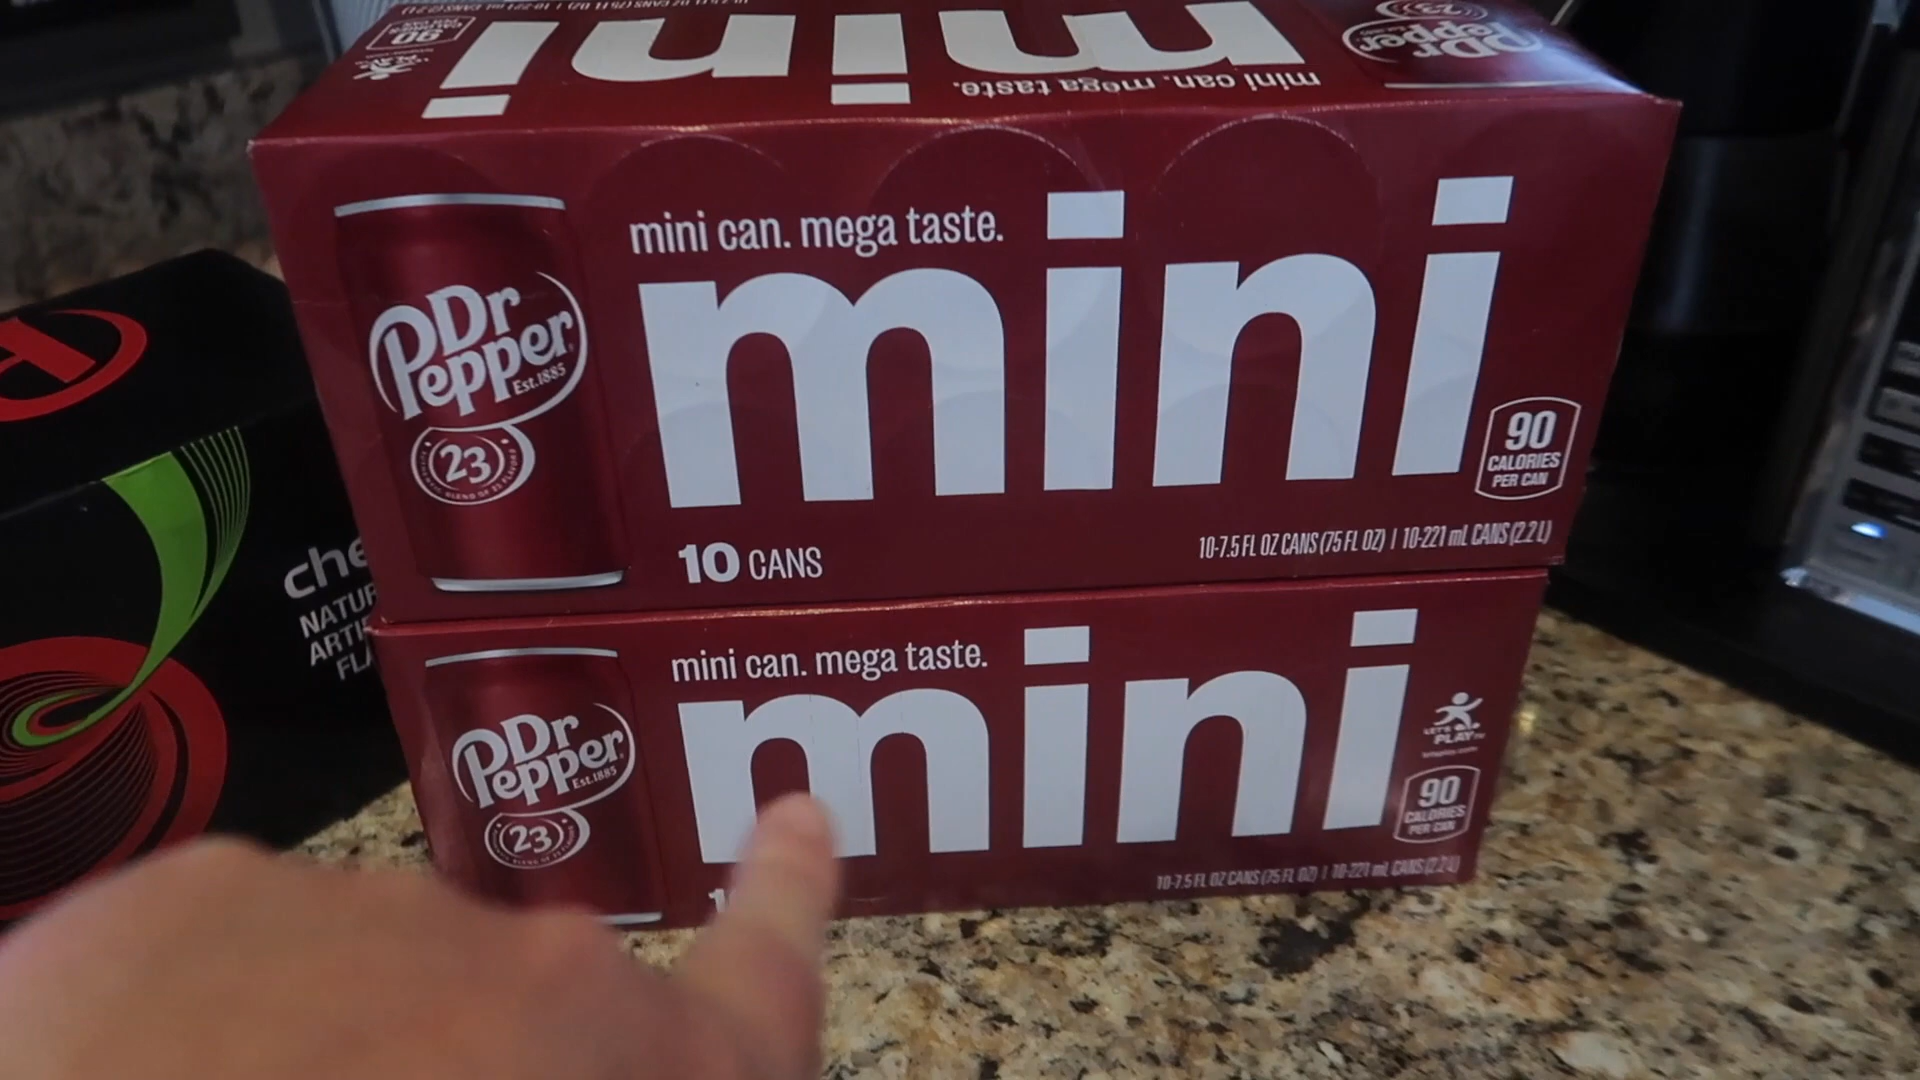 mini
mini can. mega taste.
Dr
Pepper
23
90
mini can. mega taste.
mini
Dr
Pepper
Est.1885
23
90
CALORIES
PER CAN
10 CANS
10-7.5 FL OZ CANS (75 FL OZ) | 10-221 mL CANS (2.2 L)
mini can. mega taste.
mini
Dr
Pepper
Est.1885
23
LET'S
PLAY
90
CALORIES
PER CAN
10-7.5 FL OZ CANS (75 FL OZ) | 10-221 mL CANS (2.2 L)
che
NATUR
ARTI
FL